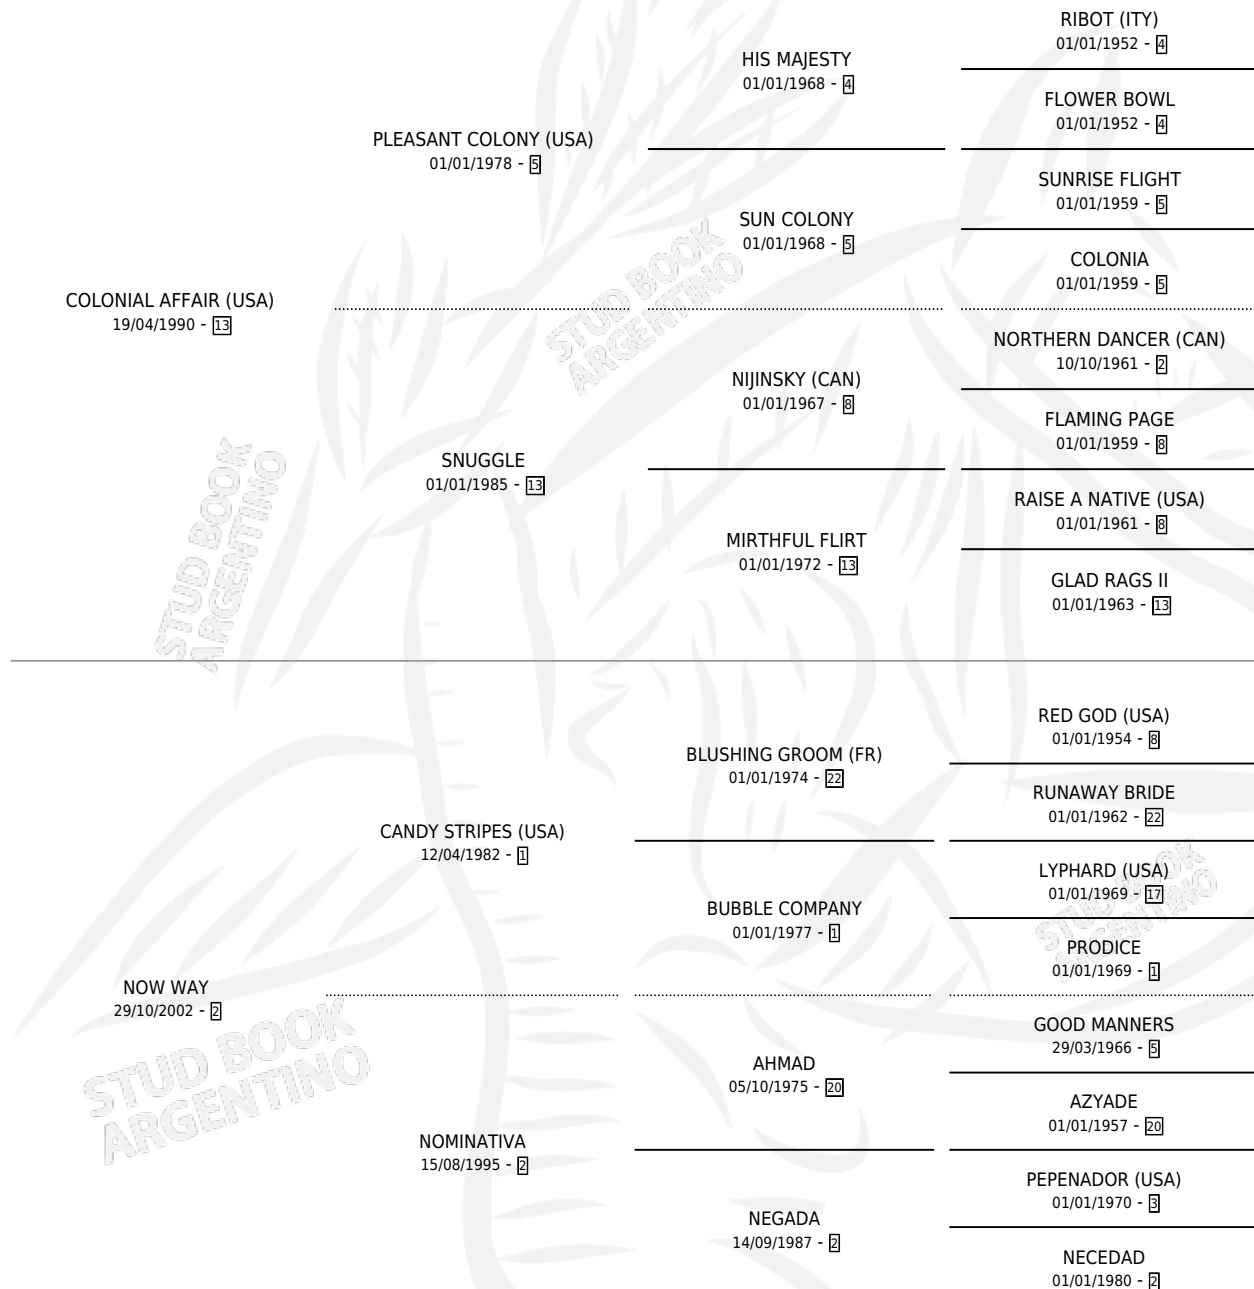 RIBOT (ITY)
01/01/1952 - 4
HIS MAJESTY
01/01/1968 - 4
FLOWER BOWL
01/01/1952 - 4
PLEASANT COLONY (USA)
01/01/1978 - 5
SUNRISE FLIGHT
01/01/1959 - 5
SUN COLONY
01/01/1968 - 5
COLONIA
01/01/1959 - 5
COLONIAL AFFAIR (USA)
19/04/1990 - 13
NORTHERN DANCER (CAN)
10/10/1961 - 2
NIJINSKY (CAN)
01/01/1967 - 8
FLAMING PAGE
01/01/1959 - 8
SNUGGLE
01/01/1985 - 13
RAISE A NATIVE (USA)
01/01/1961 - 8
MIRTHFUL FLIRT
01/01/1972 - 13
GLAD RAGS II
01/01/1963 - 13
RED GOD (USA)
01/01/1954 - 8
BLUSHING GROOM (FR)
01/01/1974 - 22
RUNAWAY BRIDE
01/01/1962 - 22
CANDY STRIPES (USA)
12/04/1982 - 1
LYPHARD (USA)
01/01/1969 - 17
BUBBLE COMPANY
01/01/1977 - 1
PRODICE
01/01/1969 - 1
NOW WAY
29/10/2002 - 2
GOOD MANNERS
29/03/1966 - 5
AHMAD
05/10/1975 - 20
AZYADE
01/01/1957 - 20
NOMINATIVA
15/08/1995 - 2
PEPENADOR (USA)
01/01/1970 - 3
NEGADA
14/09/1987 - 2
NECEDAD
01/01/1980 - 2
STUD BOOK
ARGENTINO
STUD BOOK
ARGENTINO
STUD BOOK
ARGENTINO
STUD BOOK
ARGENTINO